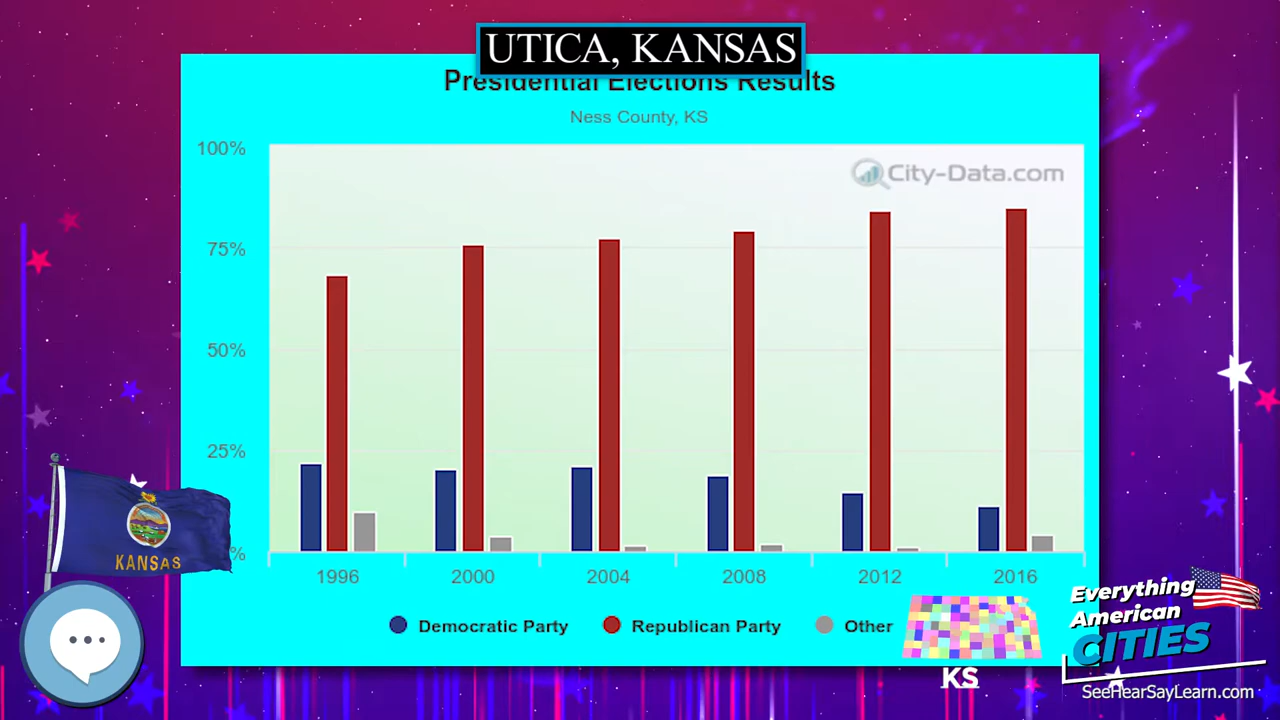 UTICA, KANSAS
Presidential Elections Results
Ness County, KS
100%
City-Data.com
75%
50%
25%
%
KANSAS
1996 2000 2004 2008 2012 2016
Democratic Party Republican Party Other
KS
Everything
American
CITIES
SeeHearSayLearn.com